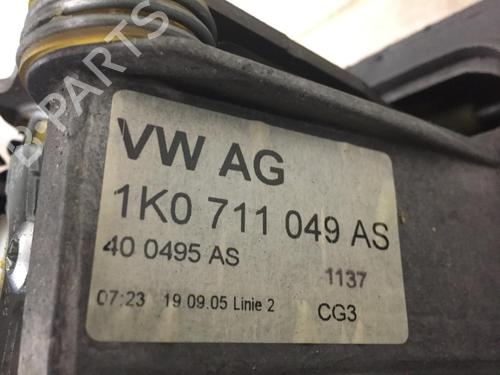 VW AG
1K0 711 049 AS
40 0495 AS
1137
07:23 19 09.05 Linie 2
CG3
B-PARTS